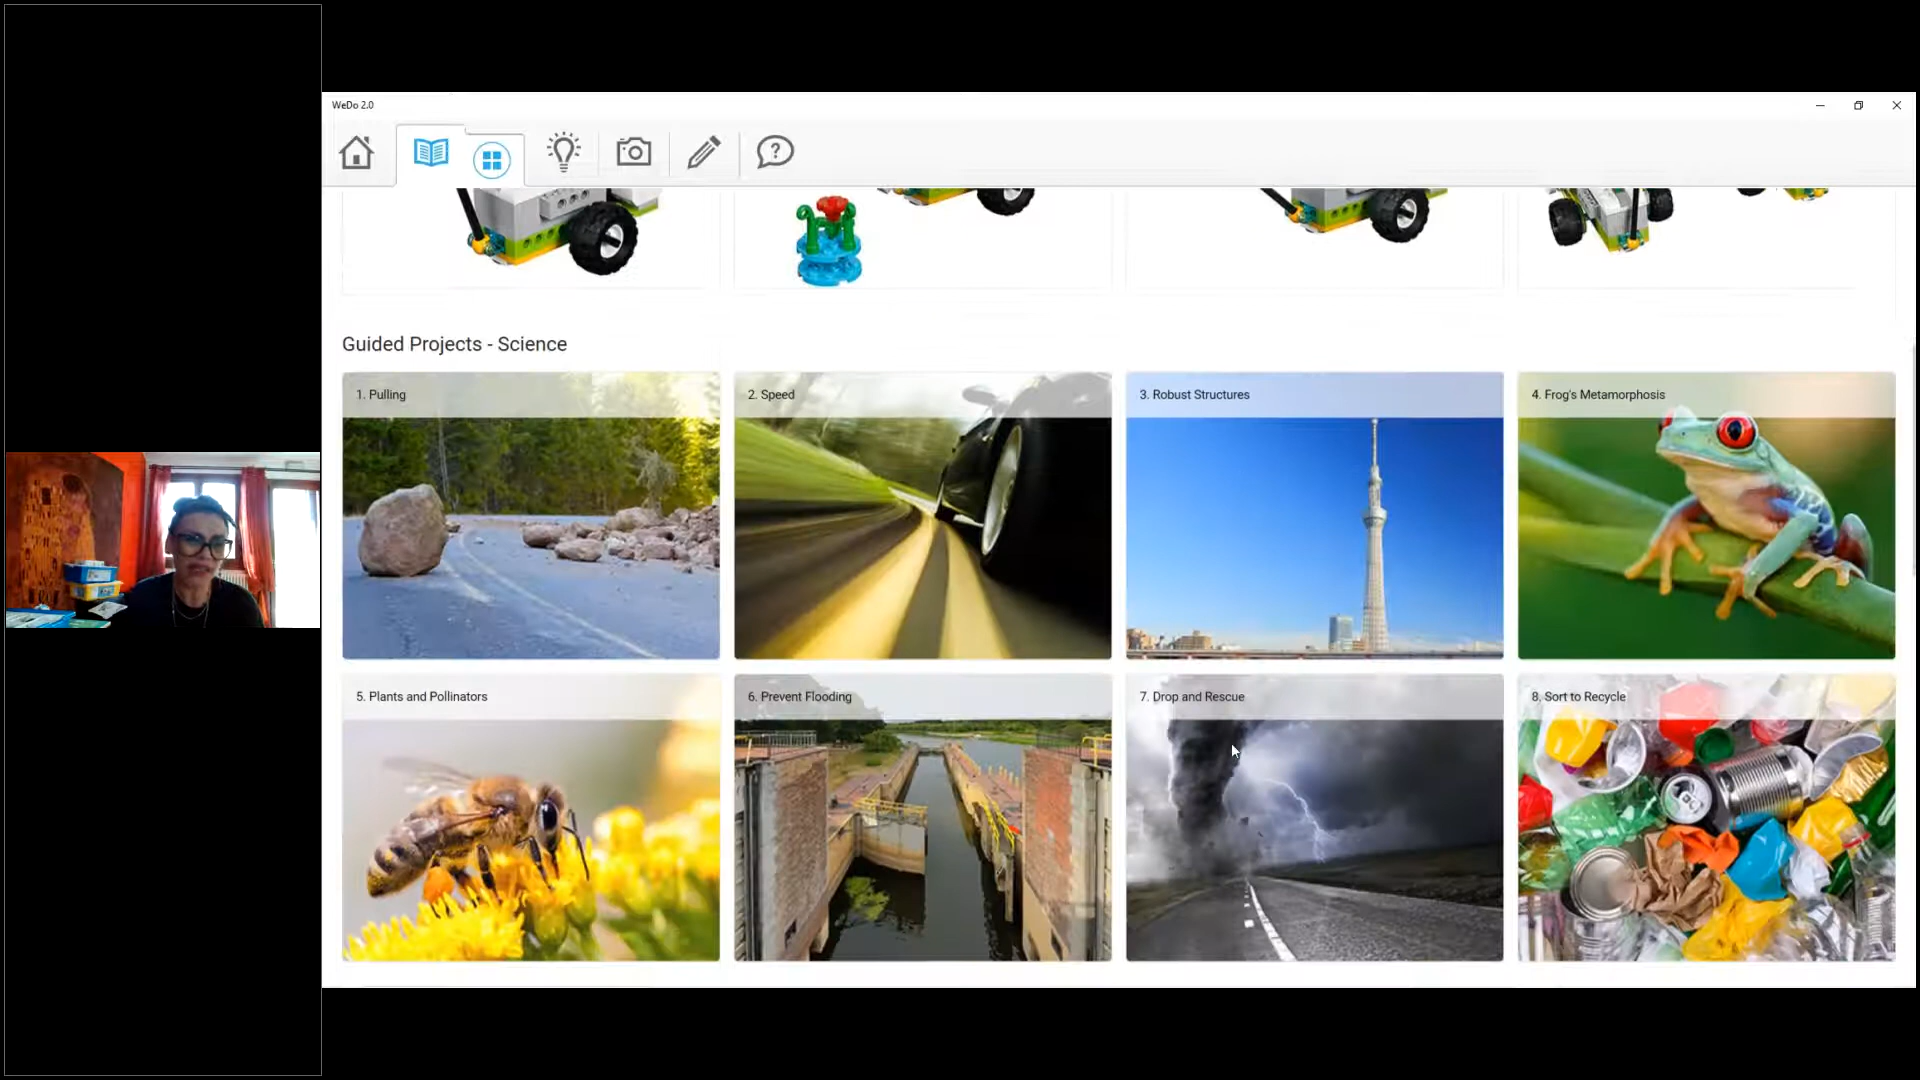 WeDo 2.0
Guided Projects - Science
1. Pulling
2. Speed
3. Robust Structures
4. Frog's Metamorphosis
5. Plants and Pollinators
6. Prevent Flooding
7. Drop and Rescue
8. Sort to Recycle